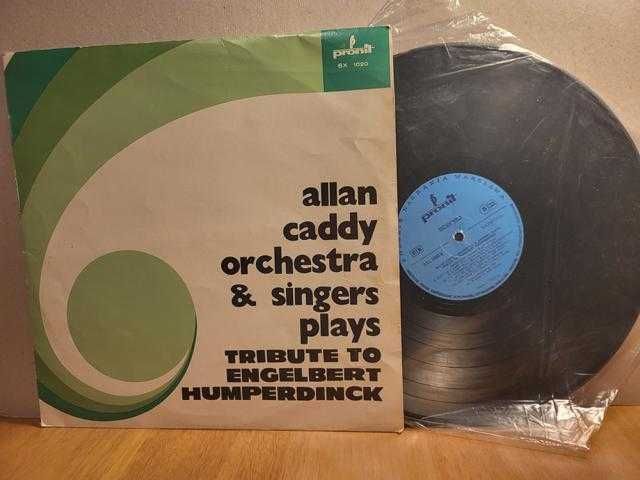 pronit
SX 1020
allan
caddy
orchestra
& singers
plays
TRIBUTE TO
ENGELBERT
HUMPERDINCK
pronit